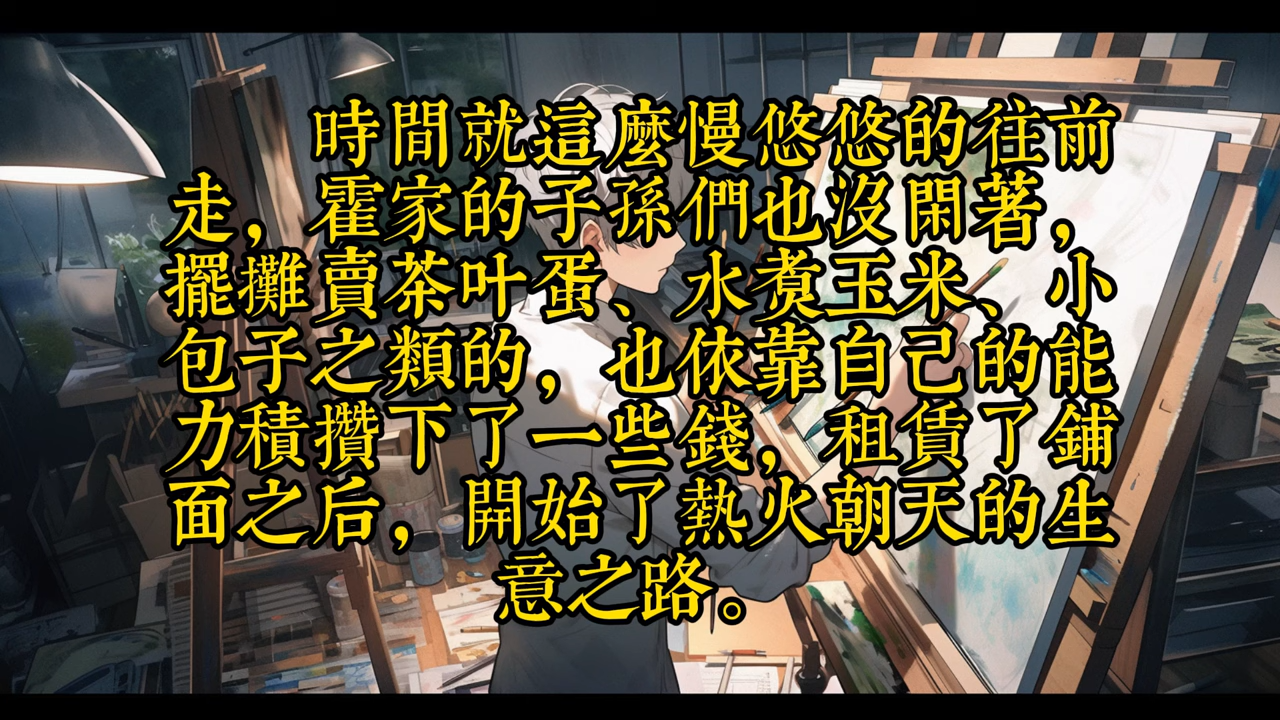 時間就這麼慢悠悠的往前
走，霍家的子孫們也沒閑著，
擺攤賣茶叶蛋、水煑玉米、小
包子之類的，也依靠自己的能
力積攢下了一些錢，租賃了鋪
面之后，開始了熱火朝天的生
意之路。